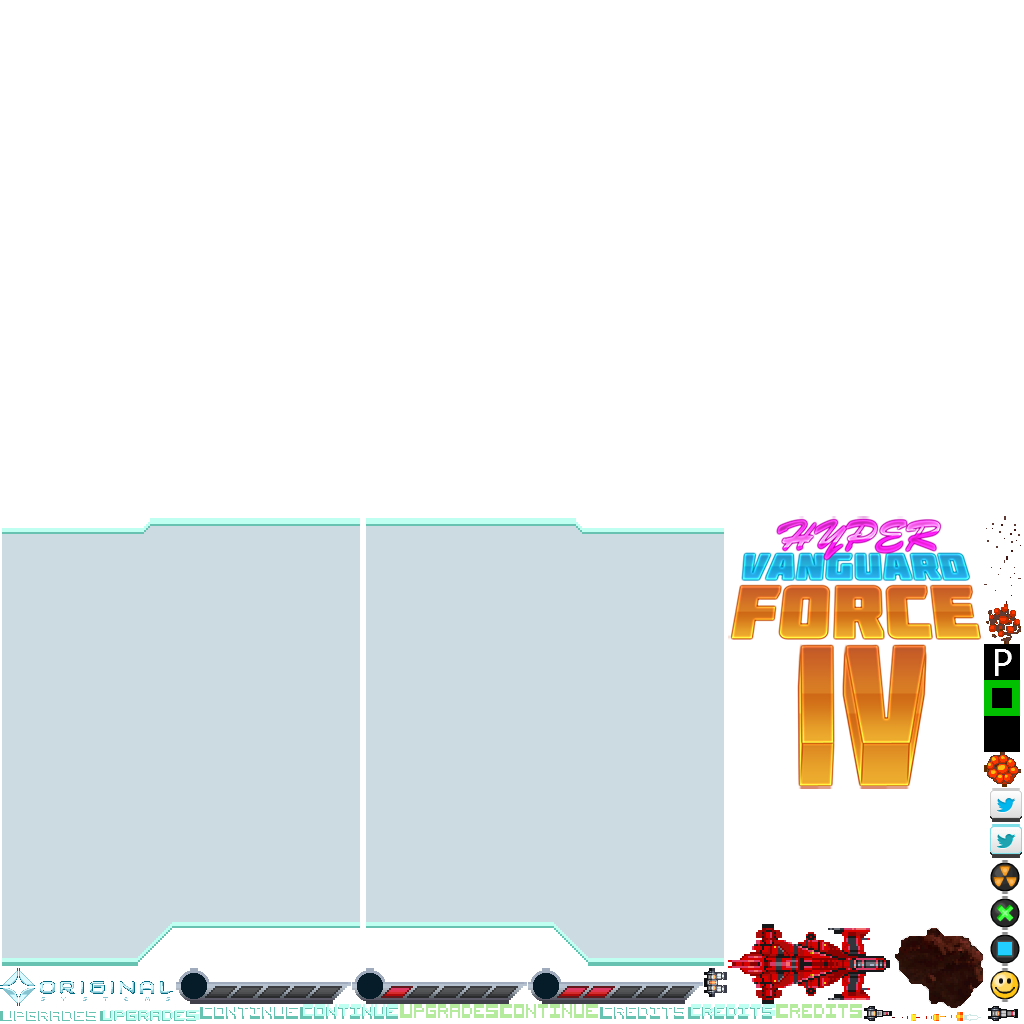 HYPER
VANGUARD
FORCE
IV
P
ORIGINAL
SYSTEMS
UPGRADES UPGRADES CONTINUE CONTINUE UPGRADES CONTINUE CREDITS CREDITS CREDITS